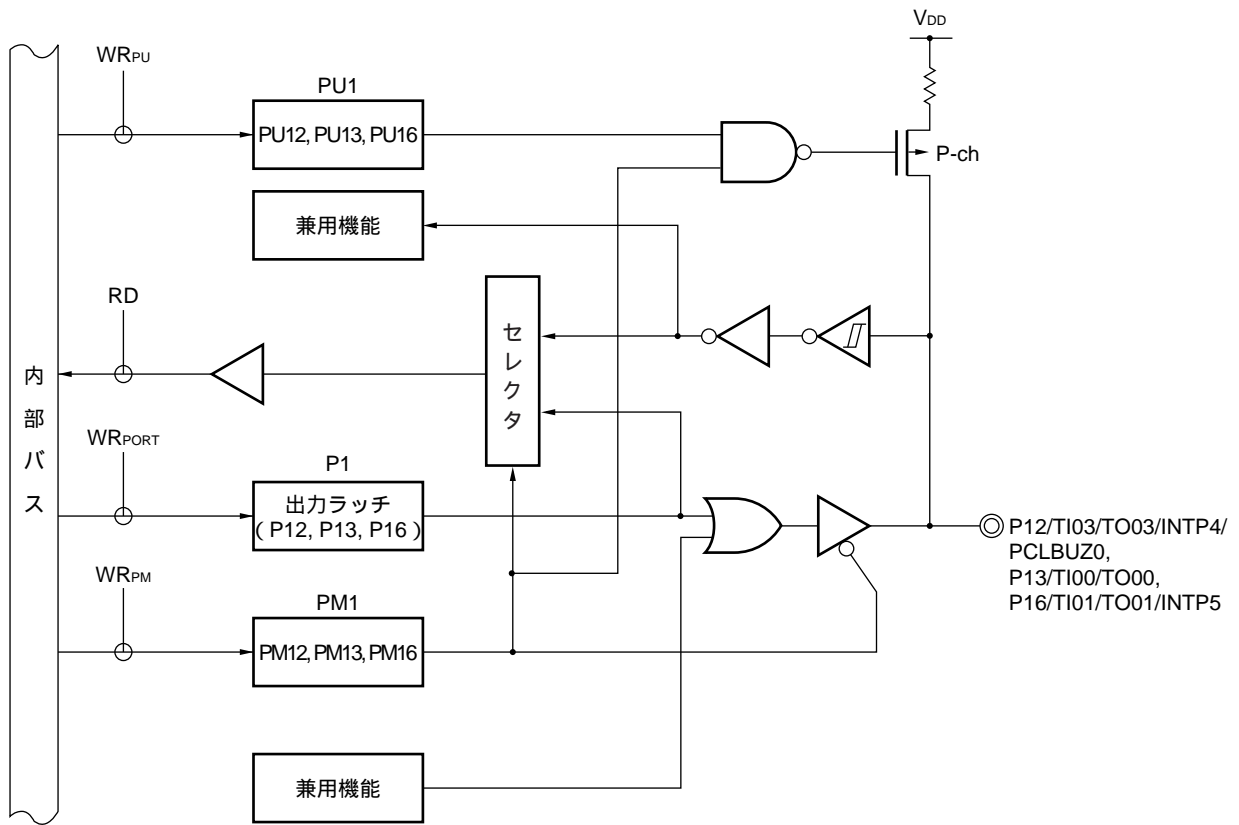 VDD
WRPU
PU1
PU12, PU13, PU16
P-ch
兼用機能
RD
セレクタ
内部バス
WRPORT
P1
出力ラッチ
( P12, P13, P16 )
P12/TI03/TO03/INTP4/
PCLBUZ0,
P13/TI00/TO00,
P16/TI01/TO01/INTP5
WRPM
PM1
PM12, PM13, PM16
兼用機能